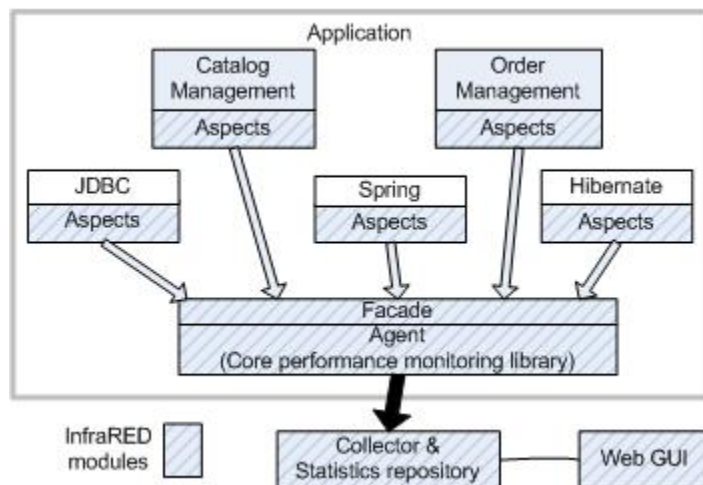 Application
Catalog
Management
Aspects
Order
Management
Aspects
JDBC
Aspects
Spring
Aspects
Hibernate
Aspects
Facade
Agent
(Core performance monitoring library)
InfraRED
modules
Collector &
Statistics repository
Web GUI